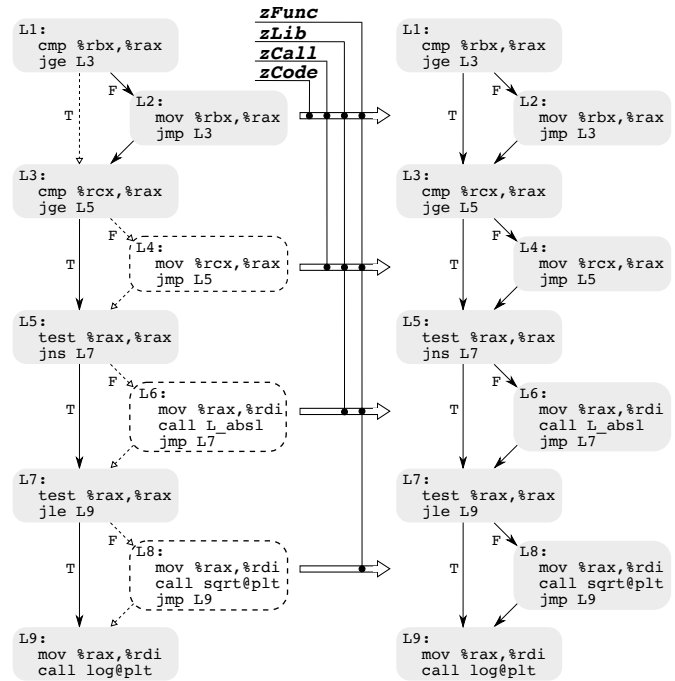 zFunc
zLib
zCall
zCode
L1:
cmp %rbx,%rax
jge L3
T
F
L2:
mov %rbx,%rax
jmp L3
L3:
cmp %rcx,%rax
jge L5
T
F
L4:
mov %rcx,%rax
jmp L5
L5:
test %rax,%rax
jns L7
T
F
L6:
mov %rax,%rdi
call L_absl
jmp L7
L7:
test %rax,%rax
jle L9
T
F
L8:
mov %rax,%rdi
call sqrt@plt
jmp L9
L9:
mov %rax,%rdi
call log@plt
L1:
cmp %rbx,%rax
jge L3
T
F
L2:
mov %rbx,%rax
jmp L3
L3:
cmp %rcx,%rax
jge L5
T
F
L4:
mov %rcx,%rax
jmp L5
L5:
test %rax,%rax
jns L7
T
F
L6:
mov %rax,%rdi
call L_absl
jmp L7
L7:
test %rax,%rax
jle L9
T
F
L8:
mov %rax,%rdi
call sqrt@plt
jmp L9
L9:
mov %rax,%rdi
call log@plt